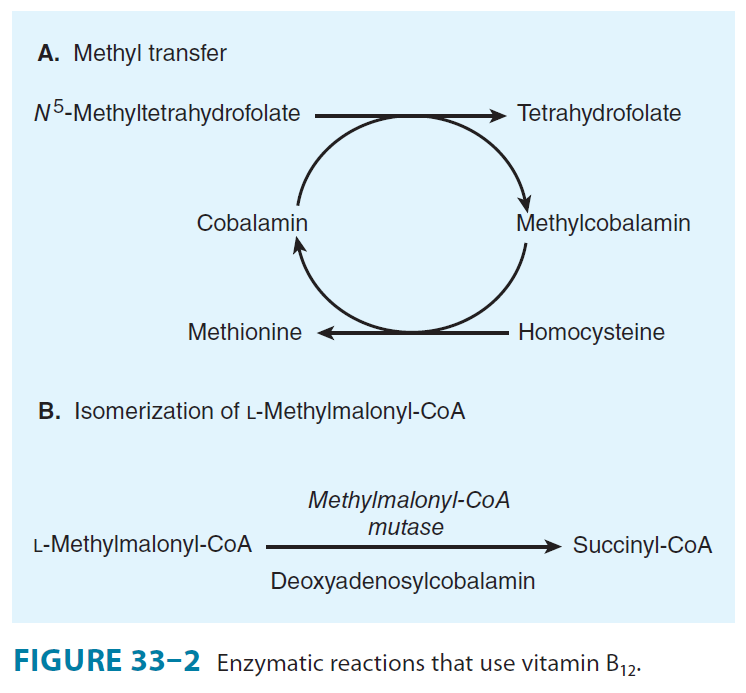 A. Methyl transfer
N5-Methyltetrahydrofolate Tetrahydrofolate
Cobalamin Methylcobalamin
Methionine Homocysteine
B. Isomerization of L-Methylmalonyl-CoA
Methylmalonyl-CoA
mutase
L-Methylmalonyl-CoA Succinyl-CoA
Deoxyadenosylcobalamin
FIGURE 33–2 Enzymatic reactions that use vitamin B12.